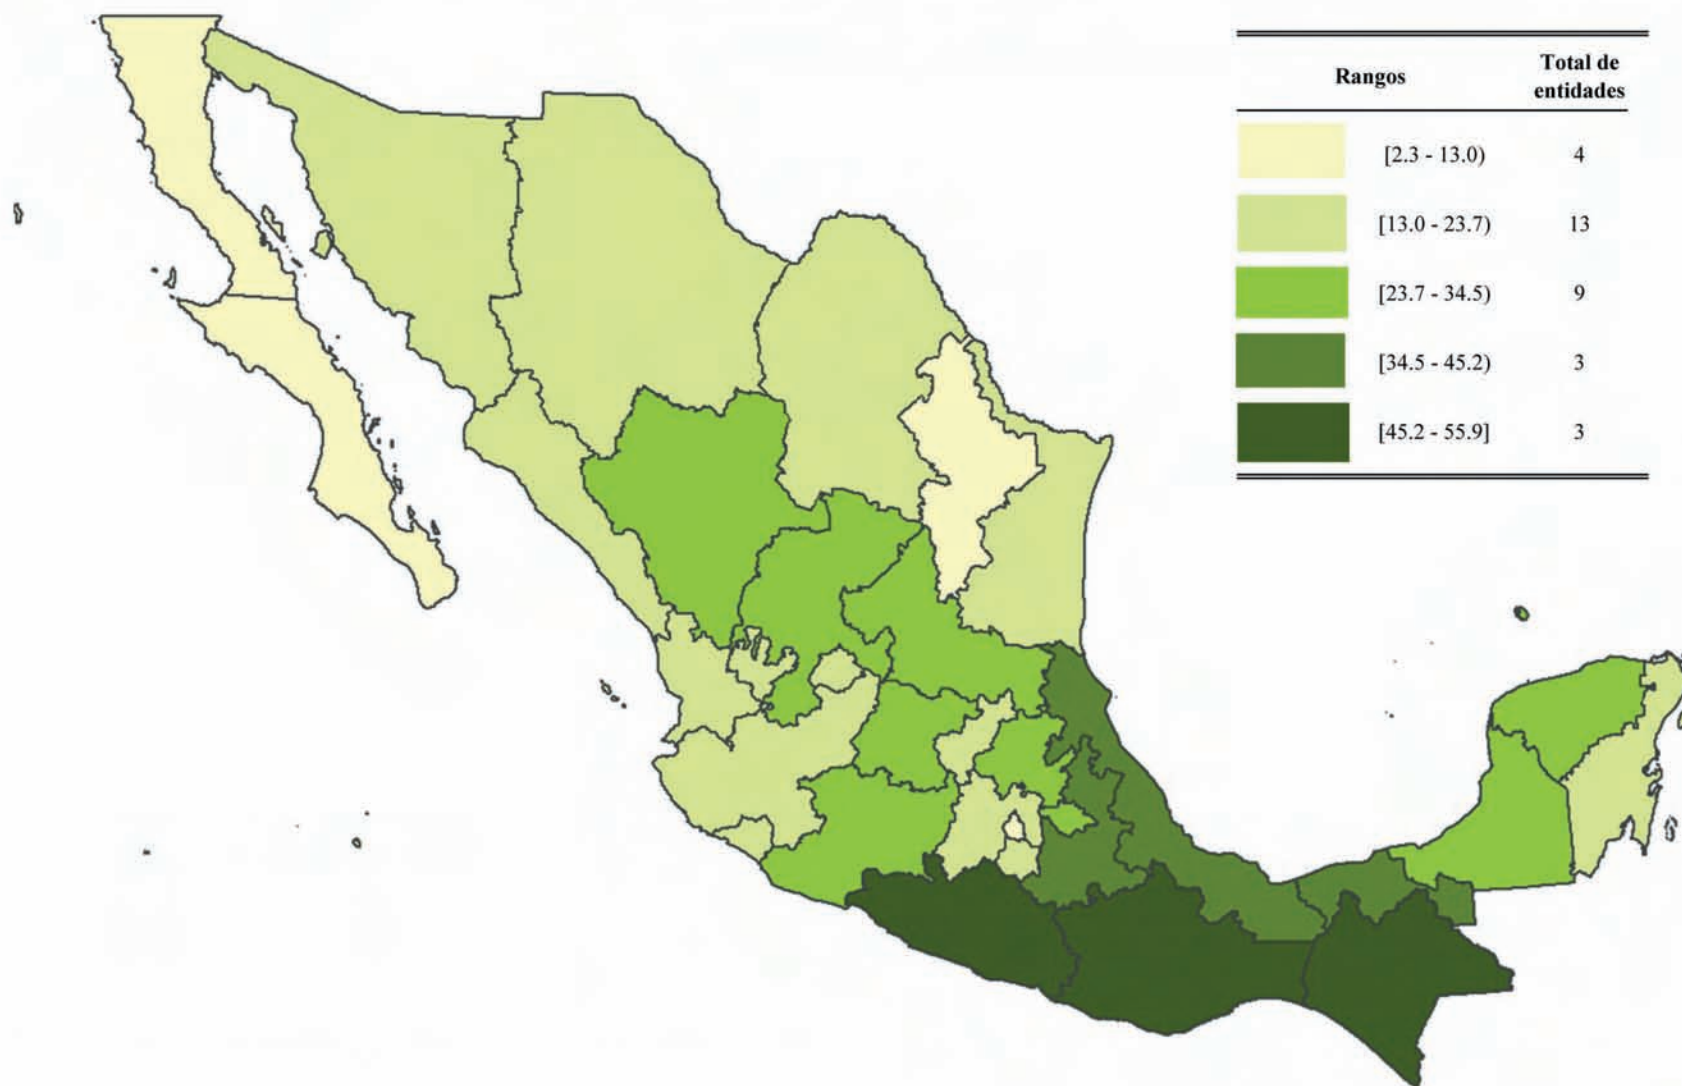 Rangos Total de entidades
[2.3 - 13.0) 4
[13.0 - 23.7) 13
[23.7 - 34.5) 9
[34.5 - 45.2) 3
[45.2 - 55.9] 3